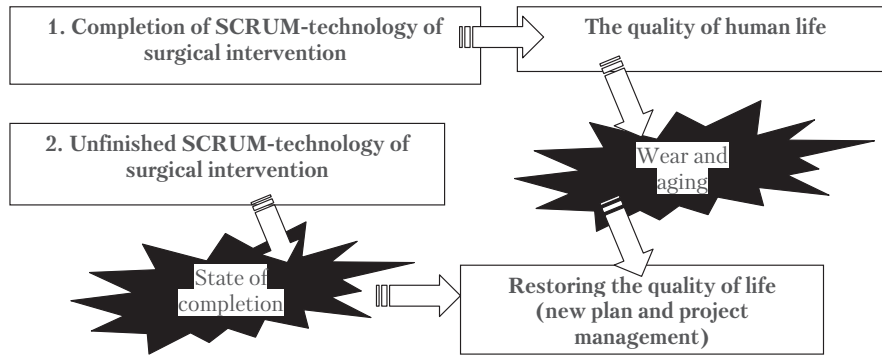 1. Completion of SCRUM-technology of
surgical intervention
The quality of human life
2. Unfinished SCRUM-technology of
surgical intervention
Wear and
aging
State of
completion
Restoring the quality of life
(new plan and project
management)